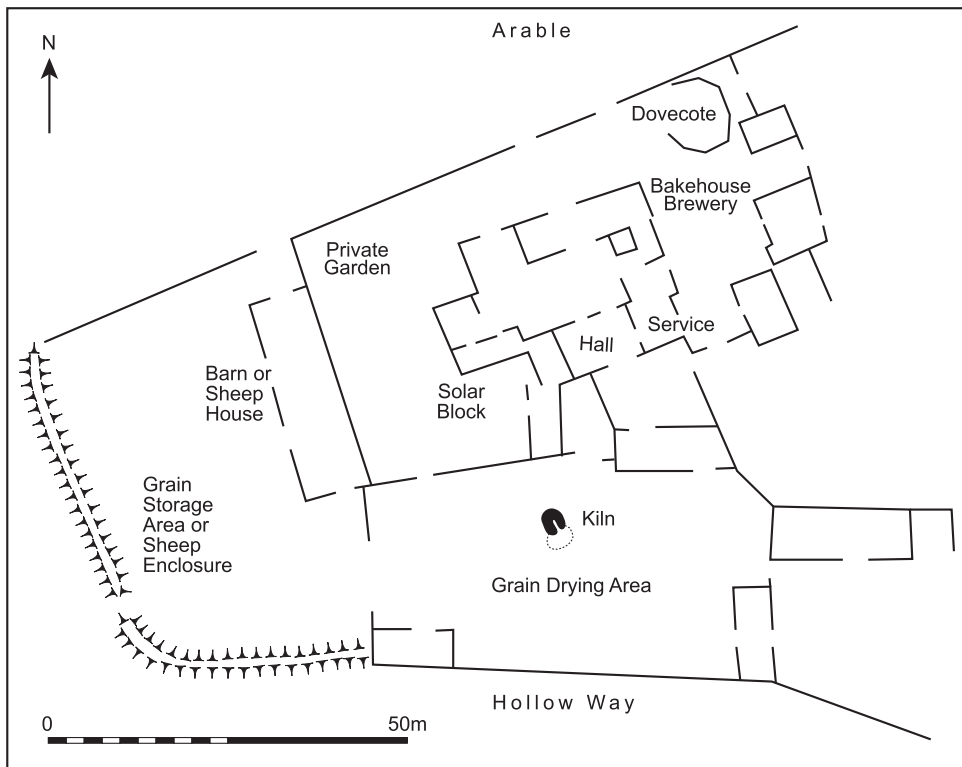 Arable
N
Dovecote
Bakehouse
Brewery
Private
Garden
Service
Hall
Barn or
Sheep
House
Solar
Block
Grain
Storage
Area or
Sheep
Enclosure
Kiln
Grain Drying Area
Hollow Way
0
50m